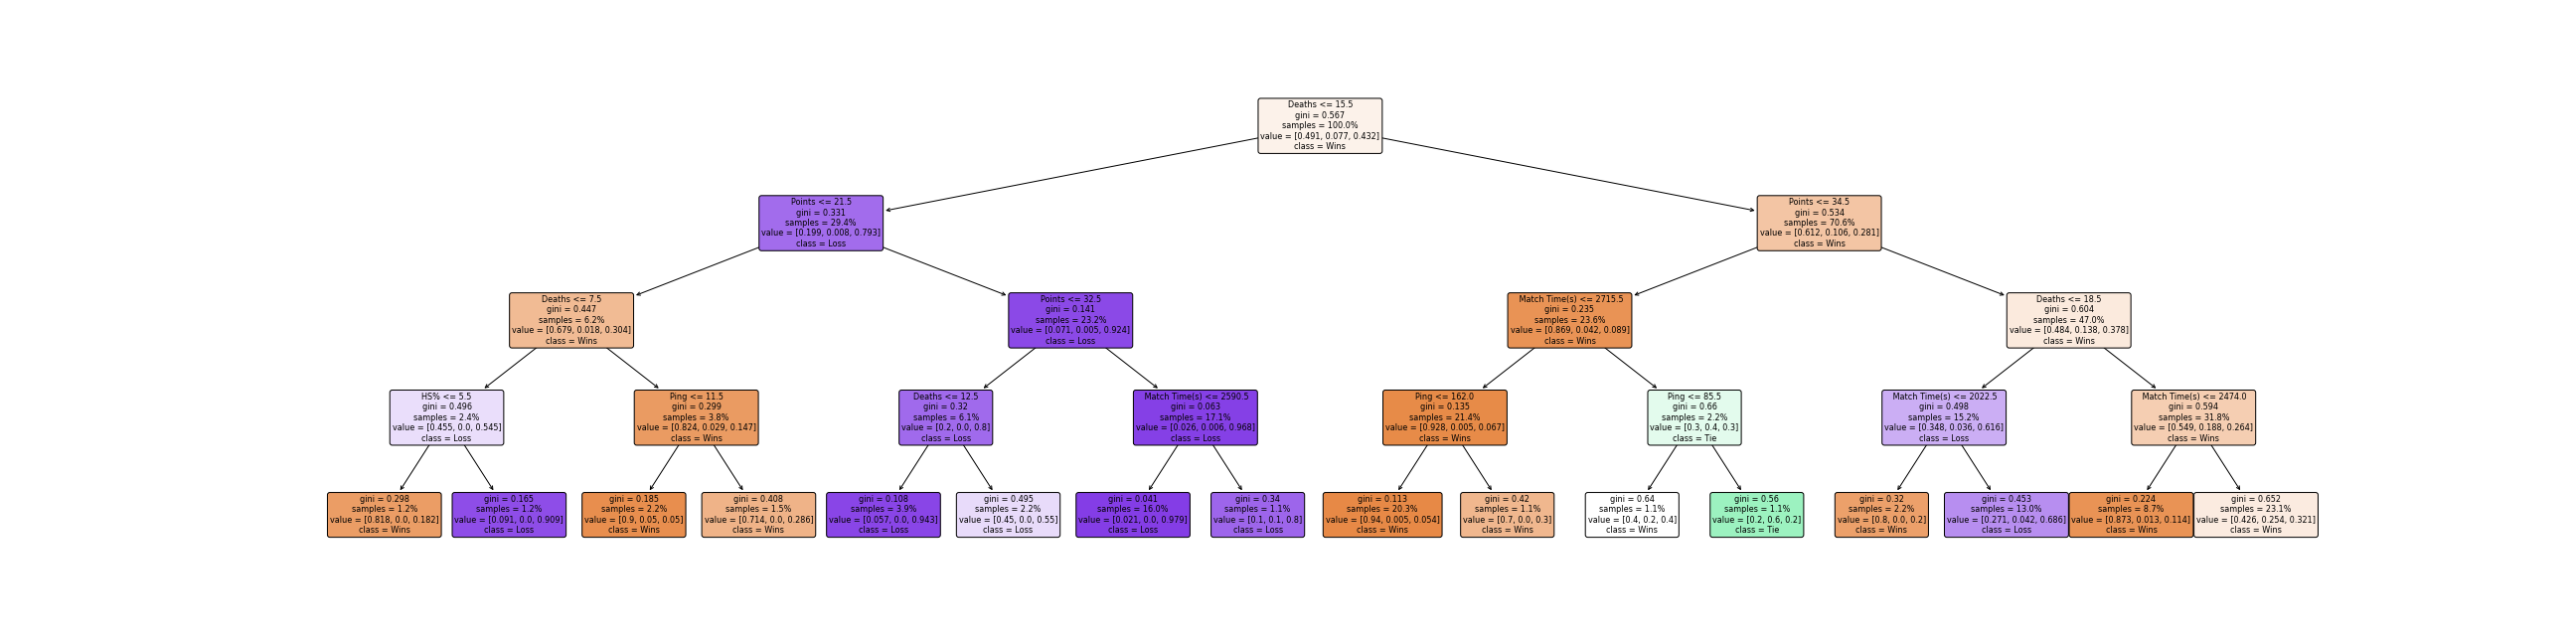 Deaths <= 15.5
gini = 0.567
samples = 100.0%
value = [0.491, 0.077, 0.432]
class = Wins
Points <= 21.5
gini = 0.331
samples = 29.4%
value = [0.199, 0.008, 0.793]
class = Loss
Points <= 34.5
gini = 0.534
samples = 70.6%
value = [0.612, 0.106, 0.281]
class = Wins
Deaths <= 7.5
gini = 0.447
samples = 6.2%
value = [0.679, 0.018, 0.304]
class = Wins
Points <= 32.5
gini = 0.141
samples = 23.2%
value = [0.071, 0.005, 0.924]
class = Loss
Match Time(s) <= 2715.5
gini = 0.235
samples = 23.6%
value = [0.869, 0.042, 0.089]
class = Wins
Deaths <= 18.5
gini = 0.604
samples = 47.0%
value = [0.484, 0.138, 0.378]
class = Wins
HS% <= 5.5
gini = 0.496
samples = 2.4%
value = [0.455, 0.0, 0.545]
class = Loss
Ping <= 11.5
gini = 0.299
samples = 3.8%
value = [0.824, 0.029, 0.147]
class = Wins
Deaths <= 12.5
gini = 0.32
samples = 6.1%
value = [0.2, 0.0, 0.8]
class = Loss
Match Time(s) <= 2590.5
gini = 0.063
samples = 17.1%
value = [0.026, 0.006, 0.968]
class = Loss
Ping <= 162.0
gini = 0.135
samples = 21.4%
value = [0.928, 0.005, 0.067]
class = Wins
Ping <= 85.5
gini = 0.66
samples = 2.2%
value = [0.3, 0.4, 0.3]
class = Tie
Match Time(s) <= 2022.5
gini = 0.498
samples = 15.2%
value = [0.348, 0.036, 0.616]
class = Loss
Match Time(s) <= 2474.0
gini = 0.594
samples = 31.8%
value = [0.549, 0.188, 0.264]
class = Wins
gini = 0.298
samples = 1.2%
value = [0.818, 0.0, 0.182]
class = Wins
gini = 0.165
samples = 1.2%
value = [0.091, 0.0, 0.909]
class = Loss
gini = 0.185
samples = 2.2%
value = [0.9, 0.05, 0.05]
class = Wins
gini = 0.408
samples = 1.5%
value = [0.714, 0.0, 0.286]
class = Wins
gini = 0.108
samples = 3.9%
value = [0.057, 0.0, 0.943]
class = Loss
gini = 0.495
samples = 2.2%
value = [0.45, 0.0, 0.55]
class = Loss
gini = 0.041
samples = 16.0%
value = [0.021, 0.0, 0.979]
class = Loss
gini = 0.34
samples = 1.1%
value = [0.1, 0.1, 0.8]
class = Loss
gini = 0.113
samples = 20.3%
value = [0.94, 0.005, 0.054]
class = Wins
gini = 0.42
samples = 1.1%
value = [0.7, 0.0, 0.3]
class = Wins
gini = 0.64
samples = 1.1%
value = [0.4, 0.2, 0.4]
class = Wins
gini = 0.56
samples = 1.1%
value = [0.2, 0.6, 0.2]
class = Tie
gini = 0.32
samples = 2.2%
value = [0.8, 0.0, 0.2]
class = Wins
gini = 0.453
samples = 13.0%
value = [0.271, 0.042, 0.686]
class = Loss
gini = 0.224
samples = 8.7%
value = [0.873, 0.013, 0.114]
class = Wins
gini = 0.652
samples = 23.1%
value = [0.426, 0.254, 0.321]
class = Wins